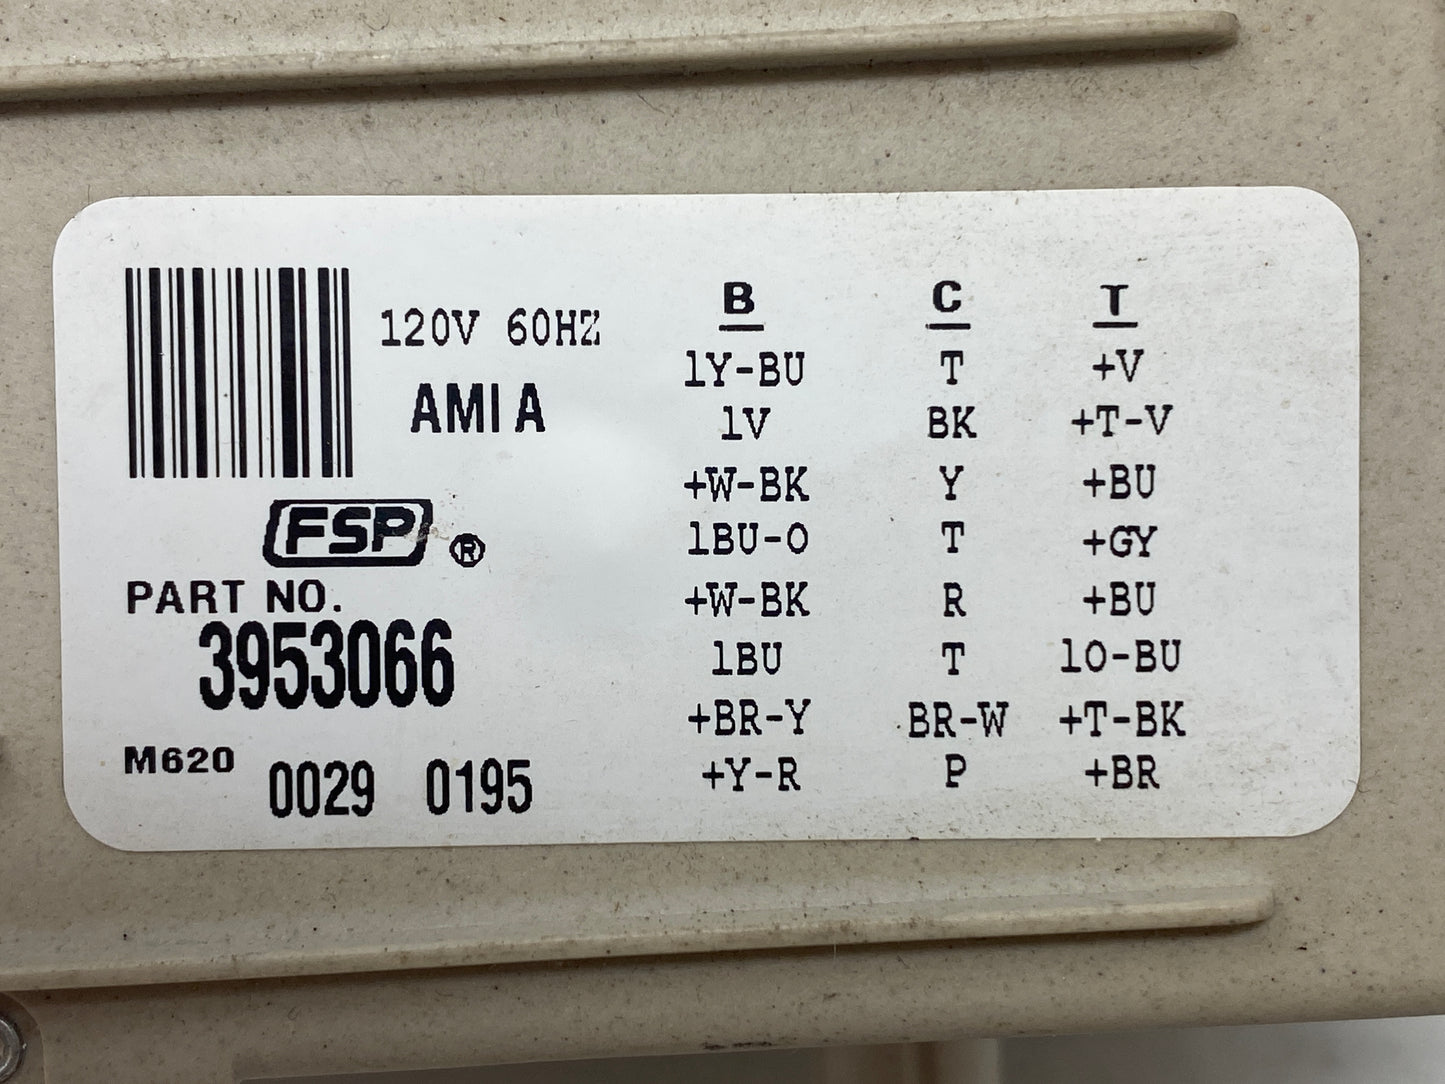 120V 60HZ
AMI A
FSP ®
PART NO.
3953066
M620 0029 0195
B C T
1Y-BU T +V
1V BK +T-V
+W-BK Y +BU
1BU-O T +GY
+W-BK R +BU
1BU T 1O-BU
+BR-Y BR-W +T-BK
+Y-R P +BR